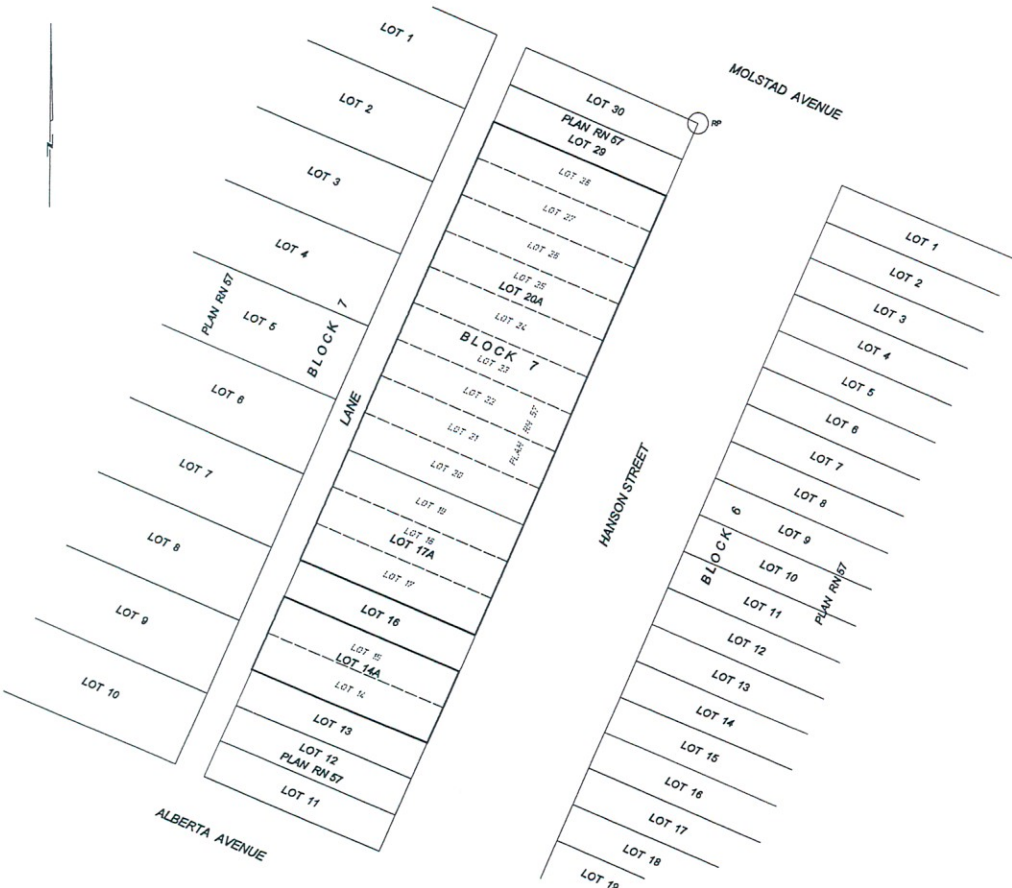 LOT 1
LOT 2
LOT 3
LOT 4
LOT 5
PLAN RN 57
BLOCK 7
LOT 6
LOT 7
LOT 8
LOT 9
LOT 10
LANE
LOT 30
PLAN RN 57
LOT 29
LOT 28
LOT 27
LOT 26
LOT 25
LOT 20A
LOT 24
BLOCK 7
LOT 23
LOT 22
LOT 21
PLAN RN 57
LOT 20
LOT 19
LOT 18
LOT 17A
LOT 17
LOT 16
LOT 15
LOT 14A
LOT 14
LOT 13
LOT 12
PLAN RN 57
LOT 11
ALBERTA AVENUE
MOLSTAD AVENUE
HANSON STREET
LOT 1
LOT 2
LOT 3
LOT 4
LOT 5
LOT 6
LOT 7
LOT 8
LOT 9
BLOCK 6
LOT 10
PLAN RN 57
LOT 11
LOT 12
LOT 13
LOT 14
LOT 15
LOT 16
LOT 17
LOT 18
LOT 19